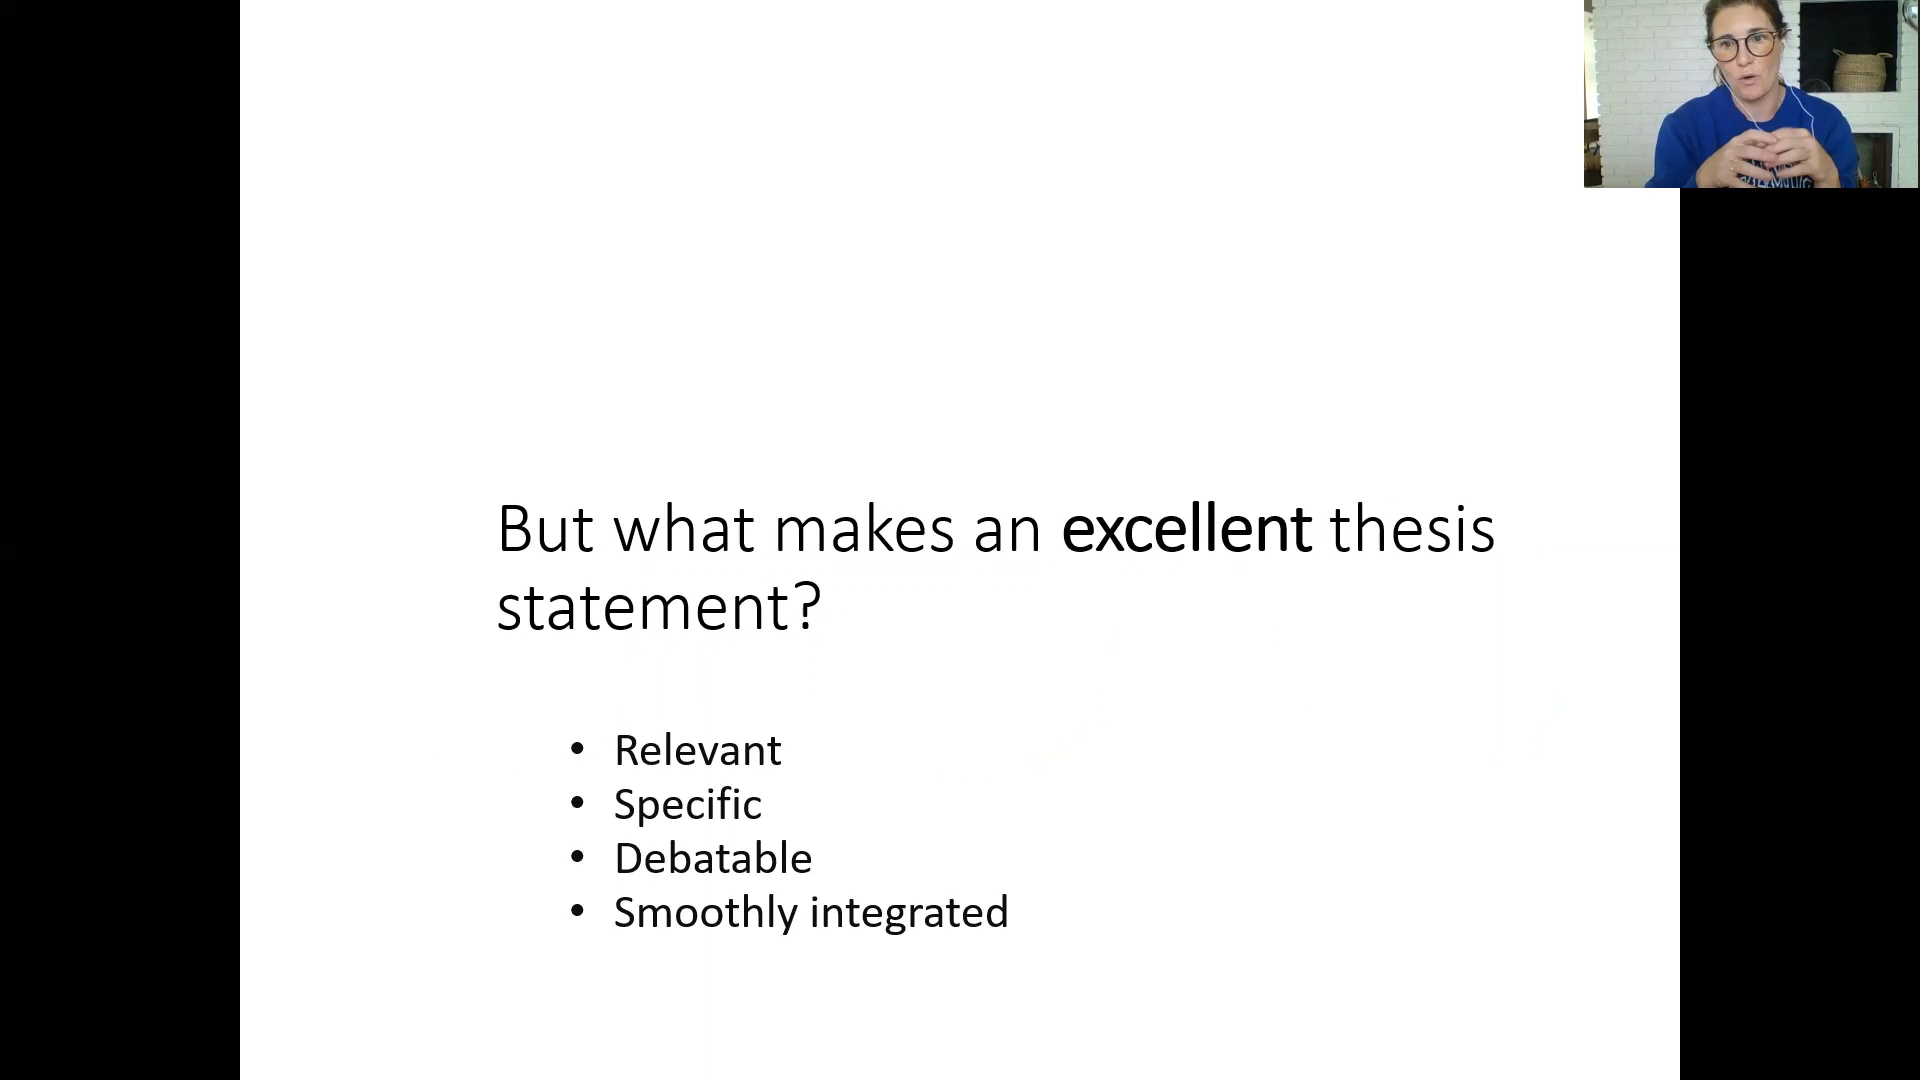 But what makes an excellent thesis
statement?
• Relevant
• Specific
• Debatable
• Smoothly integrated